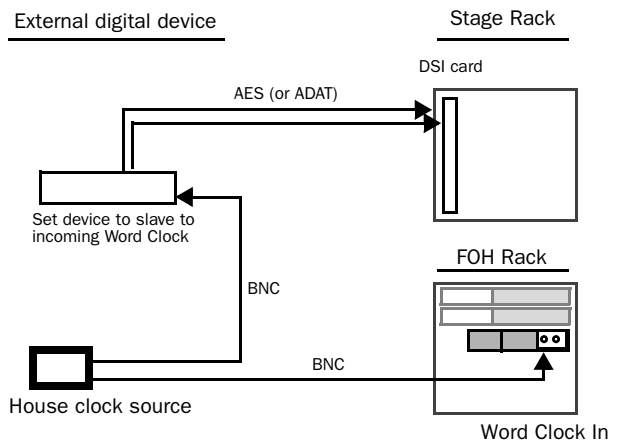 External digital device
Stage Rack
DSI card
AES (or ADAT)
Set device to slave to
incoming Word Clock
FOH Rack
BNC
BNC
House clock source
Word Clock In